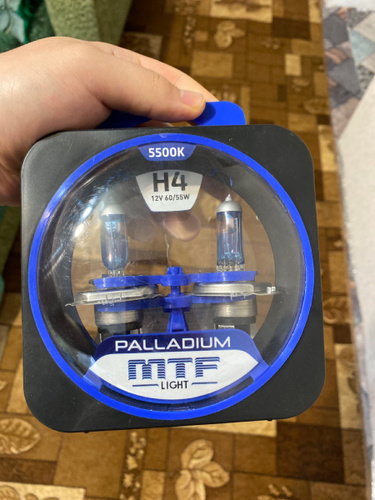 5500K
H4
12V 60/55W
PALLADIUM
MTF
LIGHT